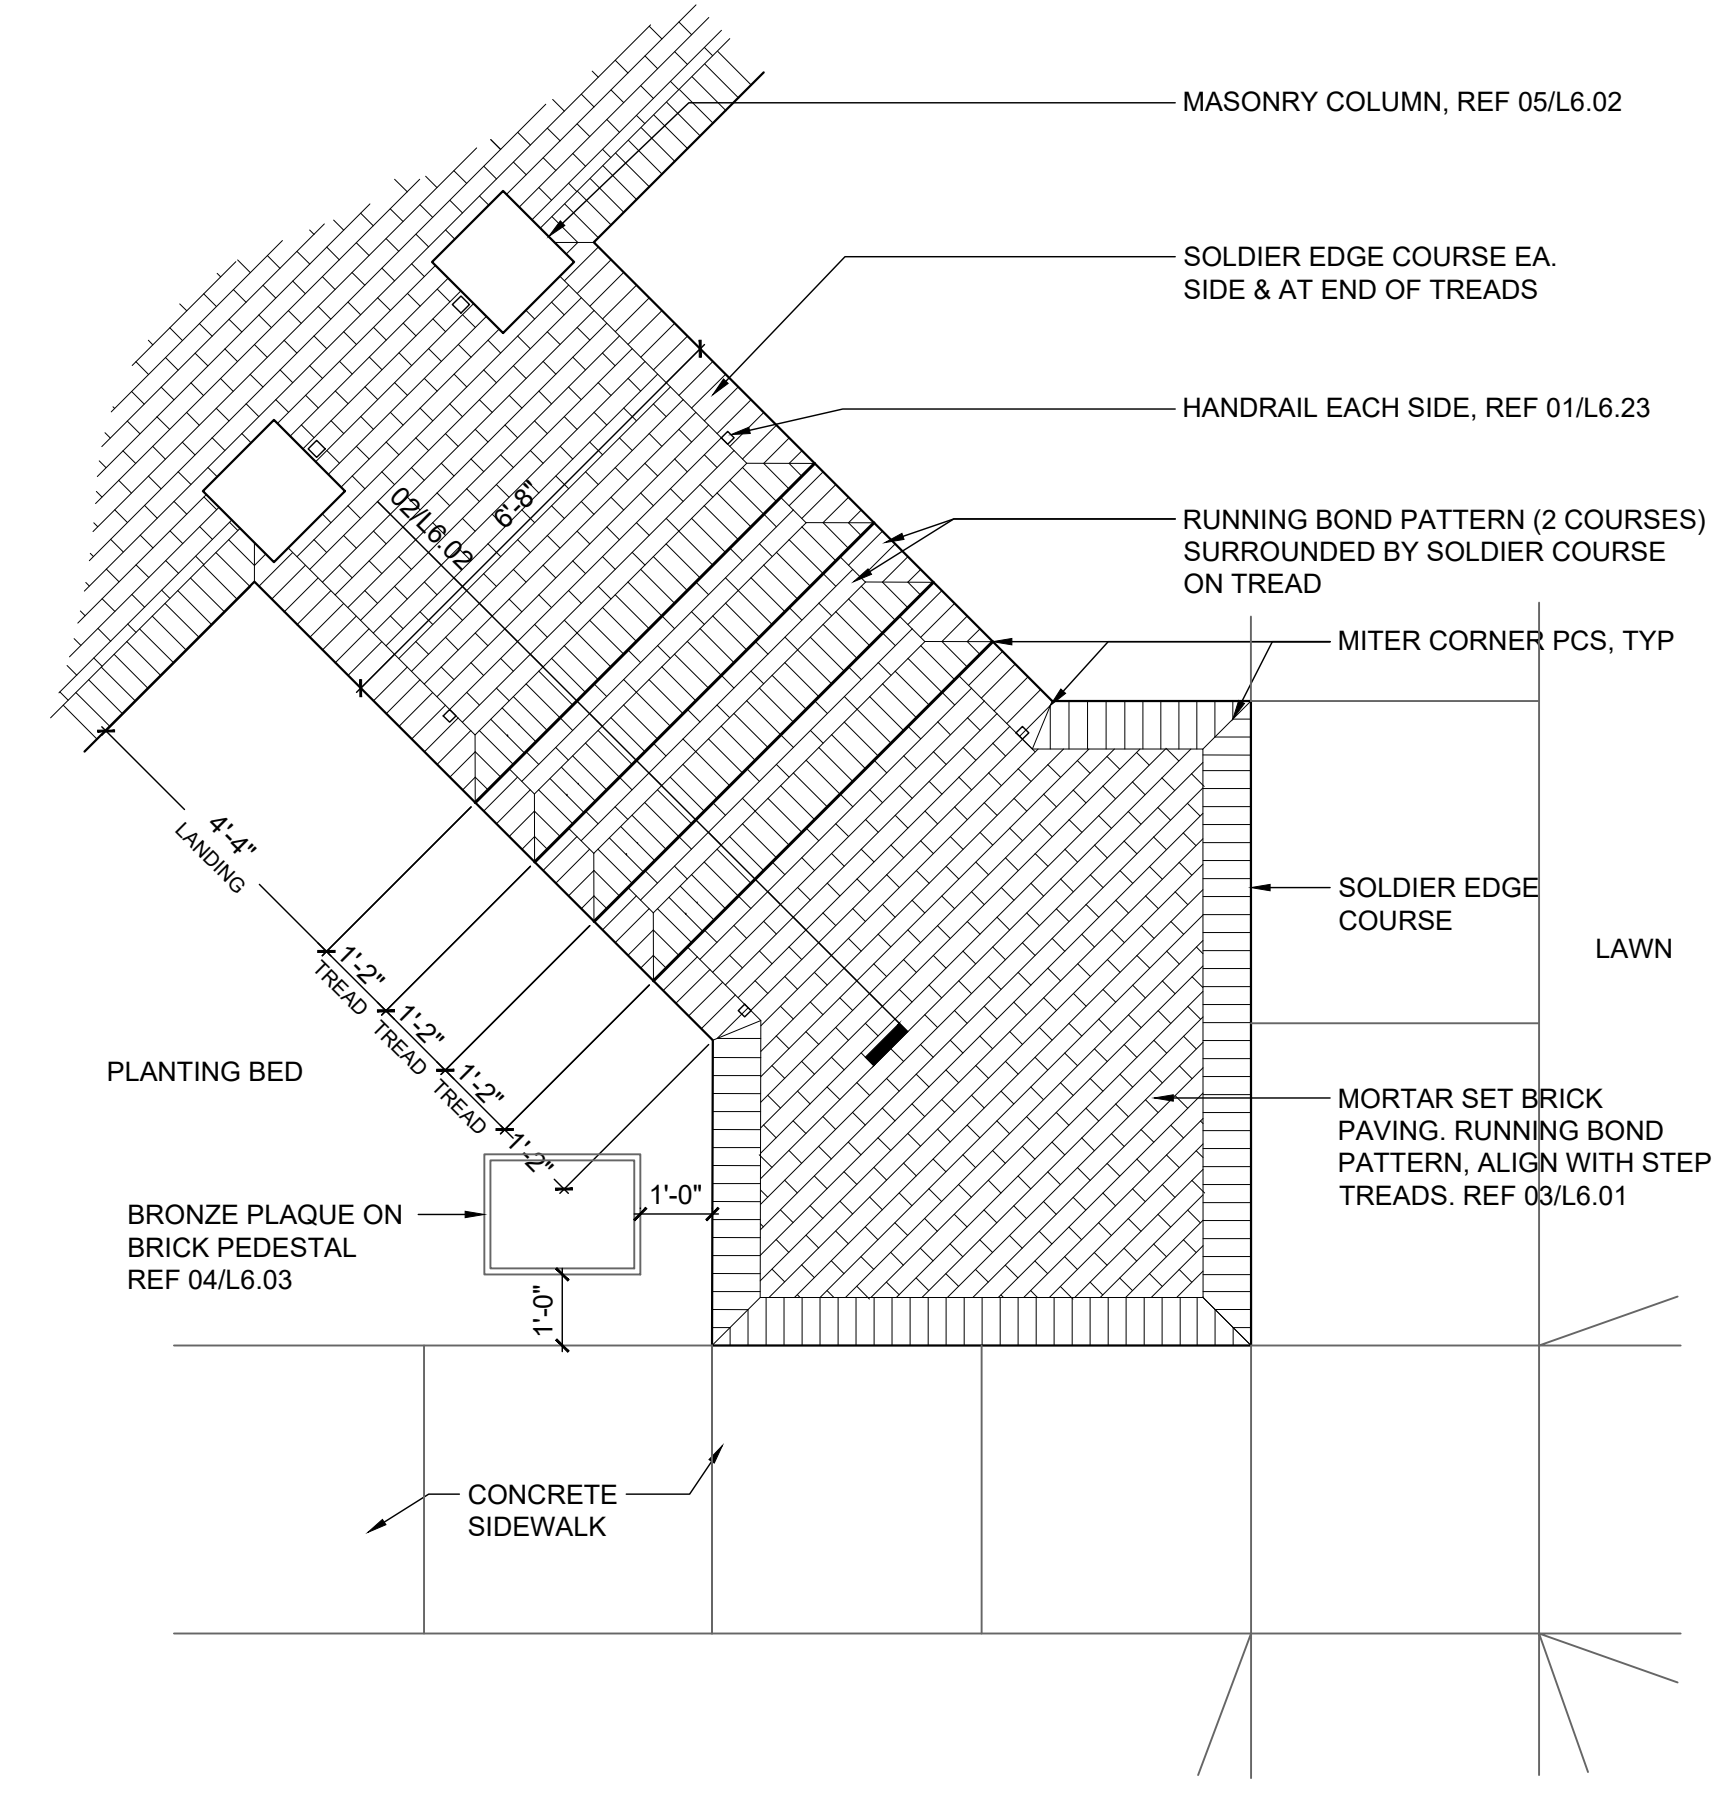 MASONRY COLUMN, REF 05/L6.02
SOLDIER EDGE COURSE EA.
SIDE & AT END OF TREADS
HANDRAIL EACH SIDE, REF 01/L6.23
6'-8"
02/L6.02
RUNNING BOND PATTERN (2 COURSES)
SURROUNDED BY SOLDIER COURSE
ON TREAD
MITER CORNER PCS, TYP
4'-4"
LANDING
SOLDIER EDGE
COURSE
LAWN
1'-2"
TREAD
1'-2"
TREAD
1'-2"
TREAD
1'-2"
PLANTING BED
MORTAR SET BRICK
PAVING. RUNNING BOND
PATTERN, ALIGN WITH STEP
TREADS. REF 03/L6.01
1'-0"
BRONZE PLAQUE ON
BRICK PEDESTAL
REF 04/L6.03
1'-0"
CONCRETE
SIDEWALK